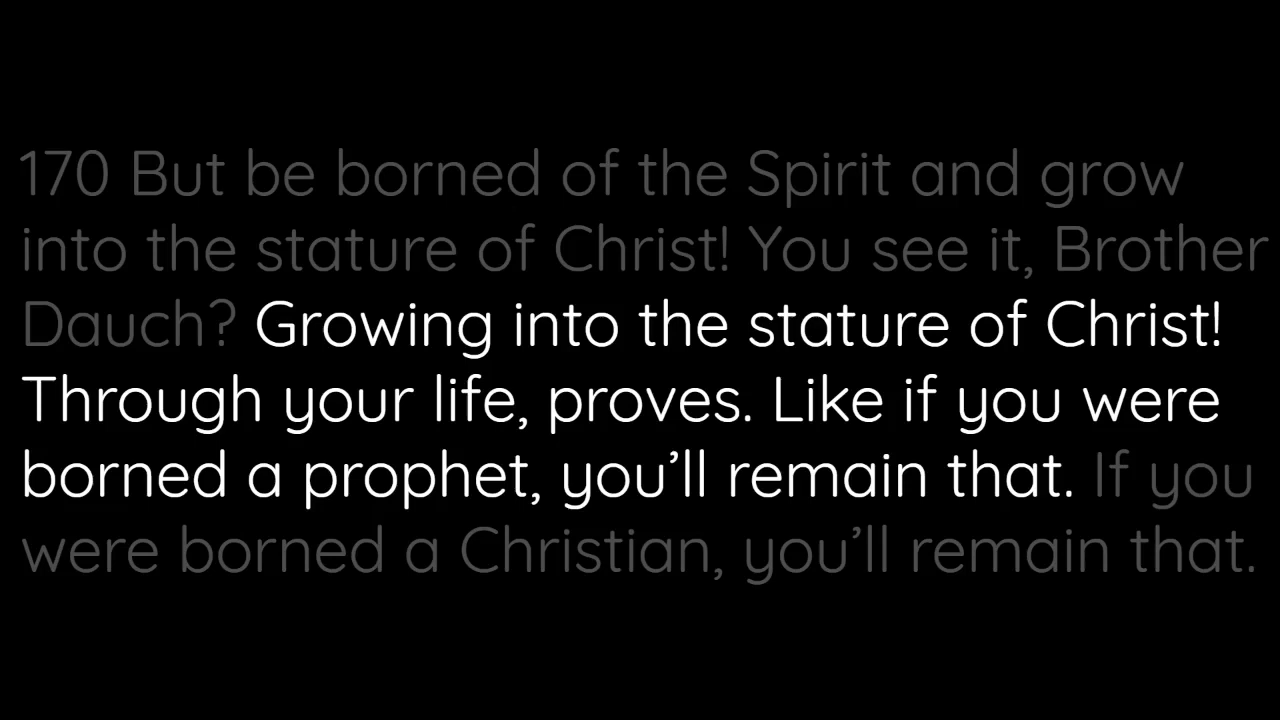 170 But be borned of the Spirit and grow
into the stature of Christ! You see it, Brother
Dauch? Growing into the stature of Christ!
Through your life, proves. Like if you were
borned a prophet, you’ll remain that. If you
were borned a Christian, you’ll remain that.